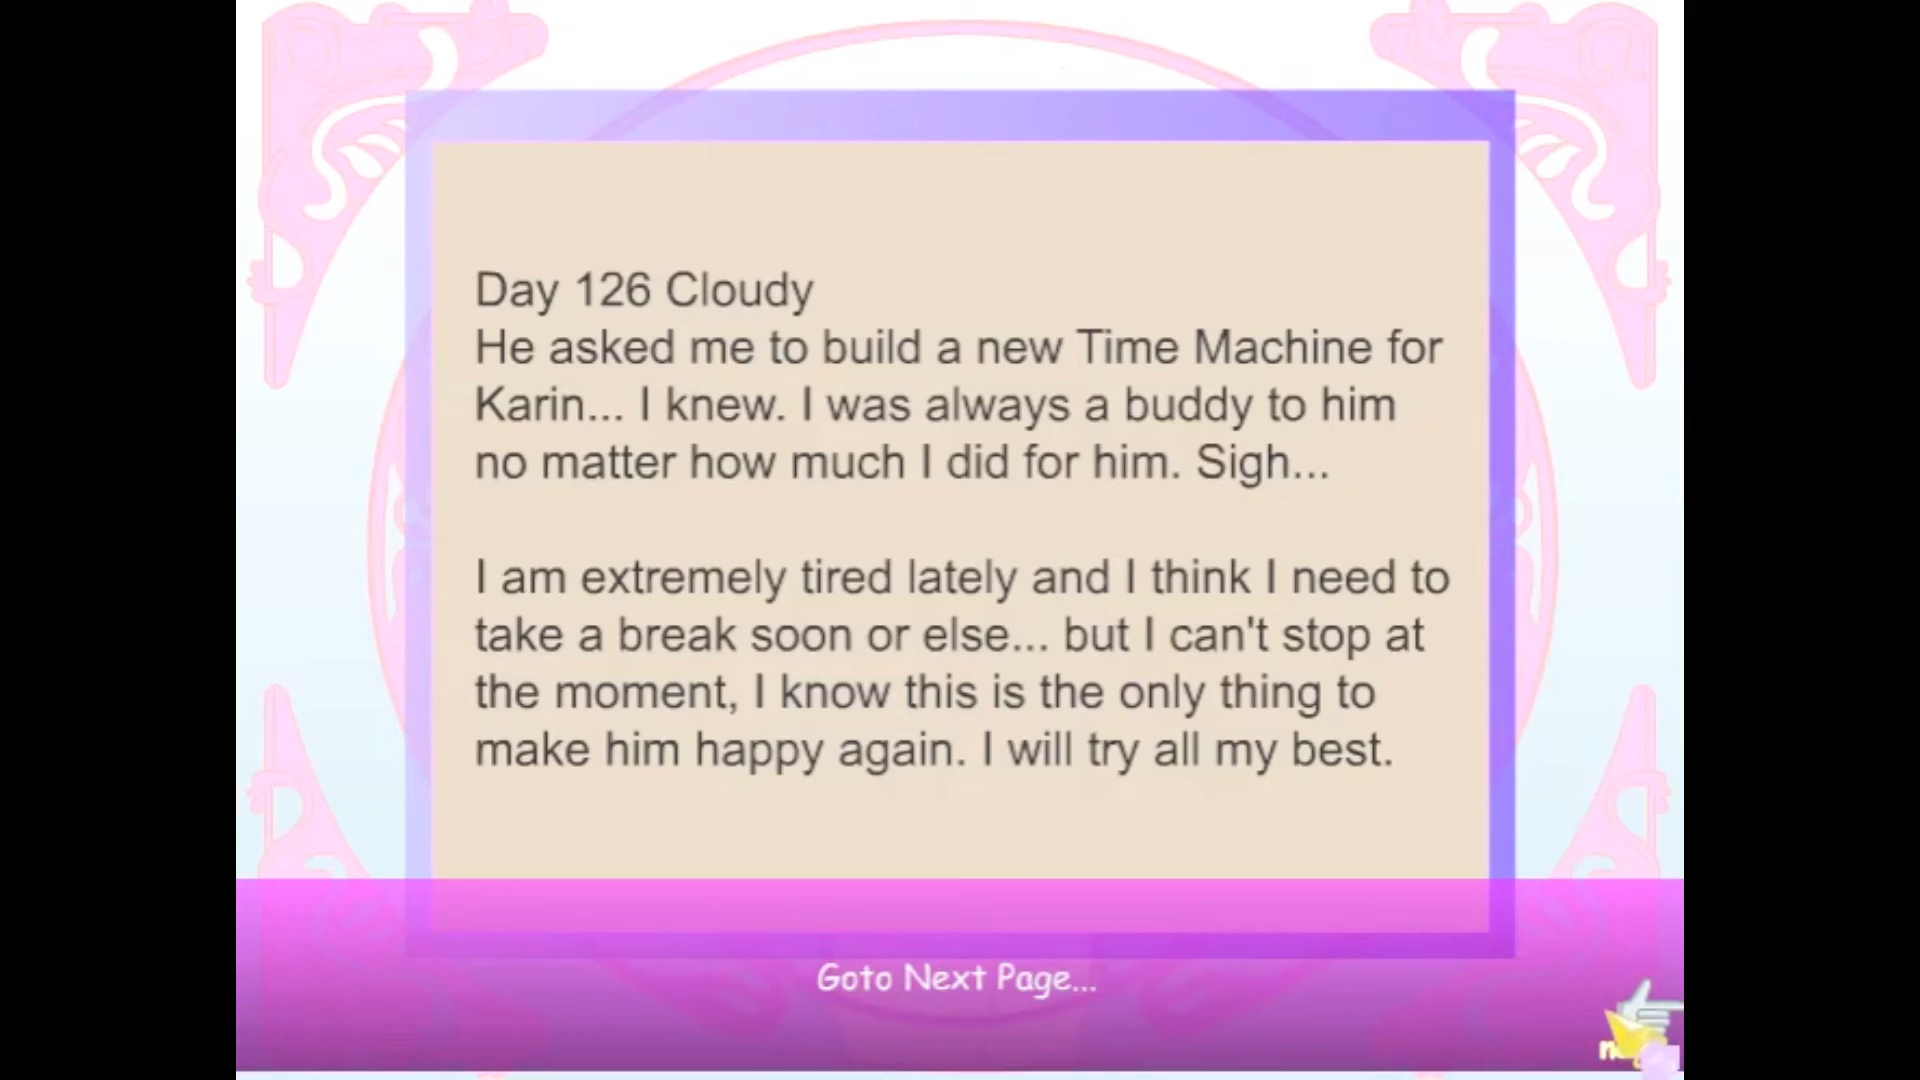 Day 126 Cloudy
He asked me to build a new Time Machine for
Karin... I knew. I was always a buddy to him
no matter how much I did for him. Sigh...
I am extremely tired lately and I think I need to
take a break soon or else... but I can't stop at
the moment, I know this is the only thing to
make him happy again. I will try all my best.
Goto Next Page...